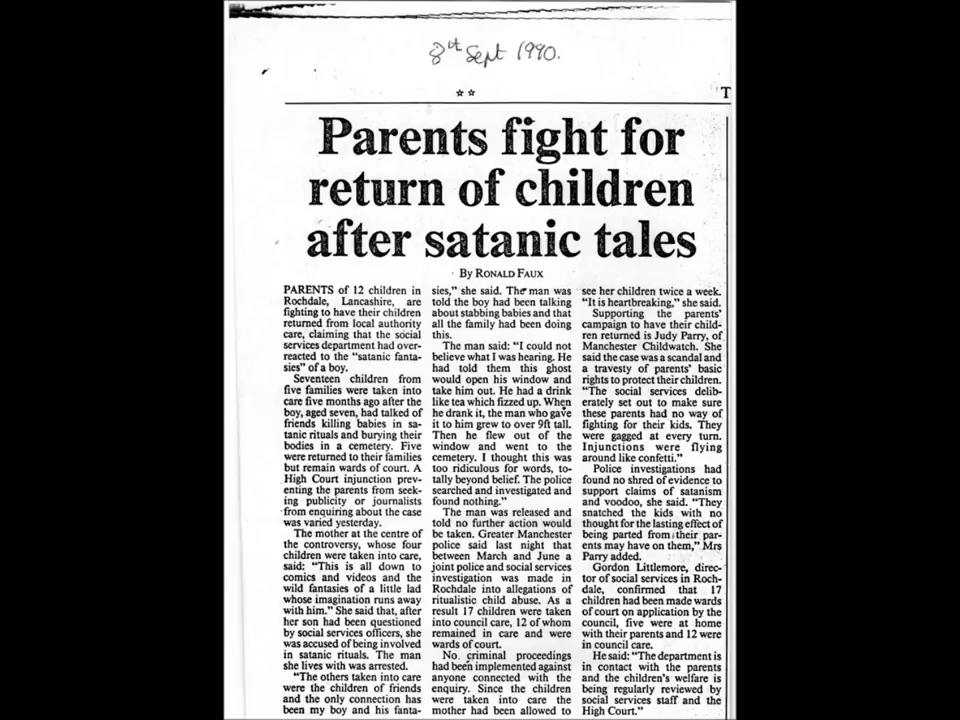 8th Sept 1990.
☆☆
T
Parents fight for
return of children
after satanic tales
By RONALD FAUX
PARENTS of 12 children in
Rochdale, Lancashire, are
fighting to have their children
returned from local authority
care, claiming that the social
services department had over-
reacted to the “satanic fanta-
sies” of a boy.
Seventeen children from
five families were taken into
care five months ago after the
boy, aged seven, had talked of
friends killing babies in sa-
tanic rituals and burying their
bodies in a cemetery. Five
were returned to their families
but remain wards of court. A
High Court injunction prev-
enting the parents from seek-
ing publicity or journalists
from enquiring about the case
was varied yesterday.
The mother at the centre of
the controversy, whose four
children were taken into care,
said: “This is all down to
comics and videos and the
wild fantasies of a little lad
whose imagination runs away
with him.” She said that, after
her son had been questioned
by social services officers, she
was accused of being involved
in satanic rituals. The man
she lives with was arrested.
“The others taken into care
were the children of friends
and the only connection has
been my boy and his fanta-
sies,” she said. The man was
told the boy had been talking
about stabbing babies and that
all the family had been doing
this.
The man said: “I could not
believe what I was hearing. He
had told them this ghost
would open his window and
take him out. He had a drink
like tea which fizzed up. When
he drank it, the man who gave
it to him grew to over 9ft tall.
Then he flew out of the
window and went to the
cemetery. I thought this was
too ridiculous for words, to-
tally beyond belief. The police
searched and investigated and
found nothing.”
The man was released and
told no further action would
be taken. Greater Manchester
police said last night that
between March and June a
joint police and social services
investigation was made in
Rochdale into allegations of
ritualistic child abuse. As a
result 17 children were taken
into council care, 12 of whom
remained in care and were
wards of court.
No criminal proceedings
had been implemented against
anyone connected with the
enquiry. Since the children
were taken into care the
mother had been allowed to
see her children twice a week.
“It is heartbreaking,” she said.
Supporting the parents’
campaign to have their child-
ren returned is Judy Parry, of
Manchester Childwatch. She
said the case was a scandal and
a travesty of parents’ basic
rights to protect their children.
“The social services delib-
erately set out to make sure
these parents had no way of
fighting for their kids. They
were gagged at every turn.
Injunctions were flying
around like confetti.”
Police investigations had
found no shred of evidence to
support claims of satanism
and voodoo, she said. “They
snatched the kids with no
thought for the lasting effect of
being parted from their par-
ents may have on them,” Mrs
Parry added.
Gordon Littlemore, direc-
tor of social services in Roch-
dale, confirmed that 17
children had been made wards
of court on application by the
council, five were at home
with their parents and 12 were
in council care.
He said: “The department is
in contact with the parents
and the children’s welfare is
being regularly reviewed by
social services staff and the
High Court.”